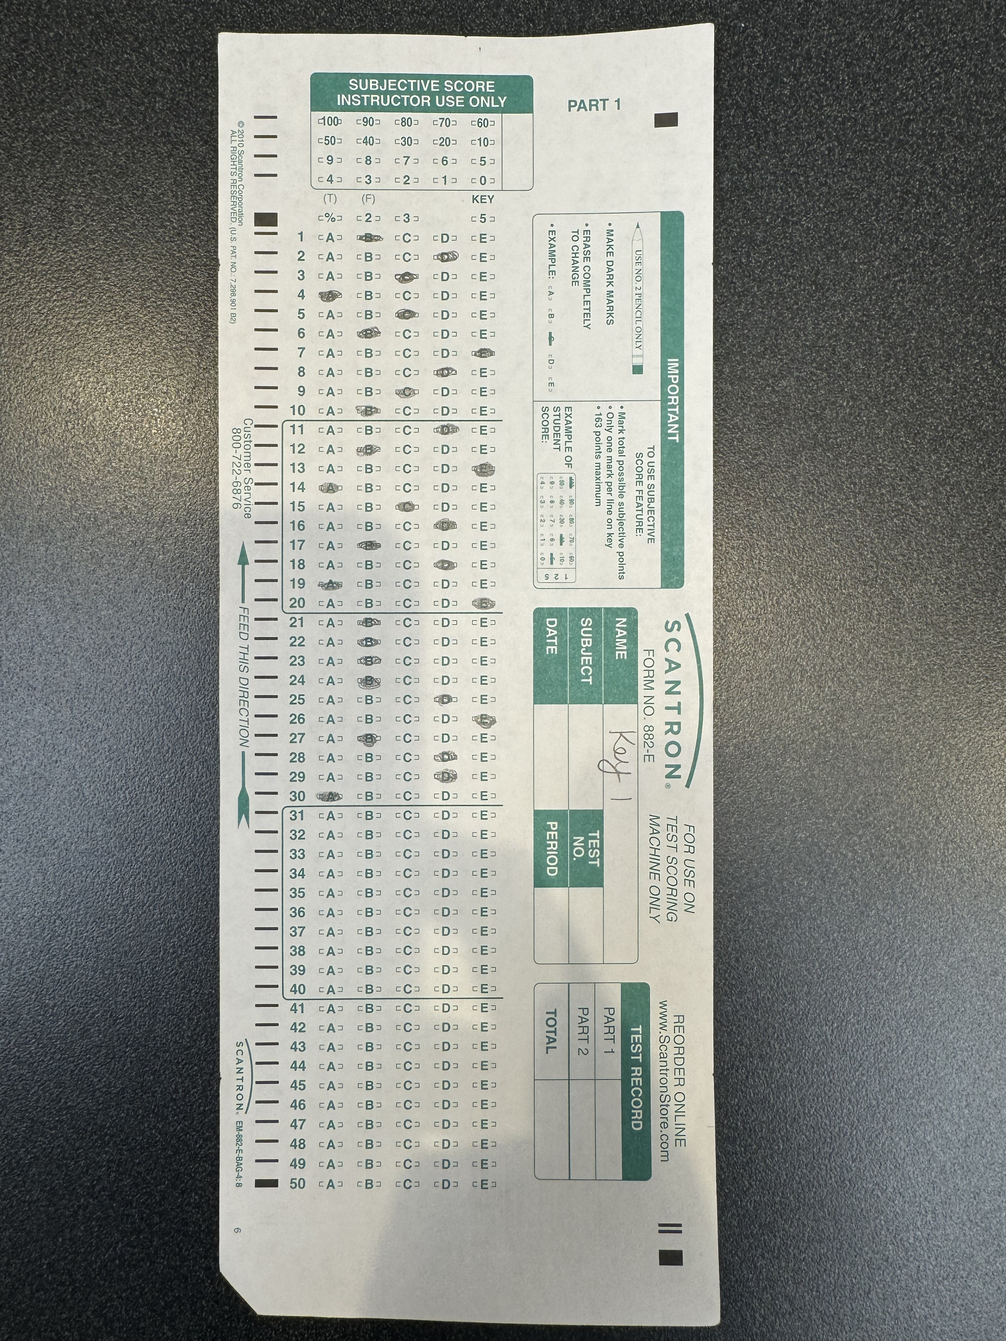 SUBJECTIVE SCORE
INSTRUCTOR USE ONLY
100 90 80 70 60
50 40 30 20 10
9 8 7 6 5
4 3 2 1 0
(T) (F) KEY
% 2 3 5
1 A B C D E
2 A B C D E
3 A B C D E
4 A B C D E
5 A B C D E
6 A B C D E
7 A B C D E
8 A B C D E
9 A B C D E
10 A B C D E
11 A B C D E
12 A B C D E
13 A B C D E
14 A B C D E
15 A B C D E
16 A B C D E
17 A B C D E
18 A B C D E
19 A B C D E
20 A B C D E
21 A B C D E
22 A B C D E
23 A B C D E
24 A B C D E
25 A B C D E
26 A B C D E
27 A B C D E
28 A B C D E
29 A B C D E
30 A B C D E
31 A B C D E
32 A B C D E
33 A B C D E
34 A B C D E
35 A B C D E
36 A B C D E
37 A B C D E
38 A B C D E
39 A B C D E
40 A B C D E
41 A B C D E
42 A B C D E
43 A B C D E
44 A B C D E
45 A B C D E
46 A B C D E
47 A B C D E
48 A B C D E
49 A B C D E
50 A B C D E
PART 1
IMPORTANT
USE NO. 2 PENCIL ONLY
• MAKE DARK MARKS
• ERASE COMPLETELY
TO CHANGE
• EXAMPLE: A B C D E
TO USE SUBJECTIVE
SCORE FEATURE:
• Mark total possible subjective points
• Only one mark per line on key
• 163 points maximum
EXAMPLE OF
STUDENT
SCORE:
SCANTRON®
FORM NO. 882-E
FOR USE ON
TEST SCORING
MACHINE ONLY
NAME Key 1
SUBJECT
TEST
NO.
DATE
PERIOD
REORDER ONLINE
www.ScantronStore.com
TEST RECORD
PART 1
PART 2
TOTAL
© 2010 Scantron Corporation
ALL RIGHTS RESERVED. (U.S. PAT. NO.: 7,298,901 B2)
Customer Service
800-722-6876
FEED THIS DIRECTION
SCANTRON. EM-882-E-BAG-4: 8
6